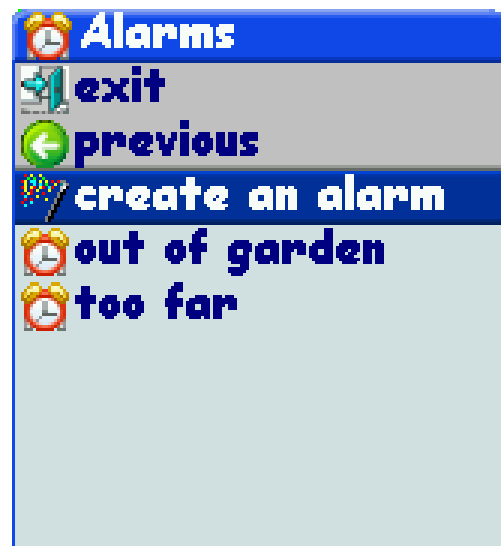 Alarms
exit
previous
create an alarm
out of garden
too far